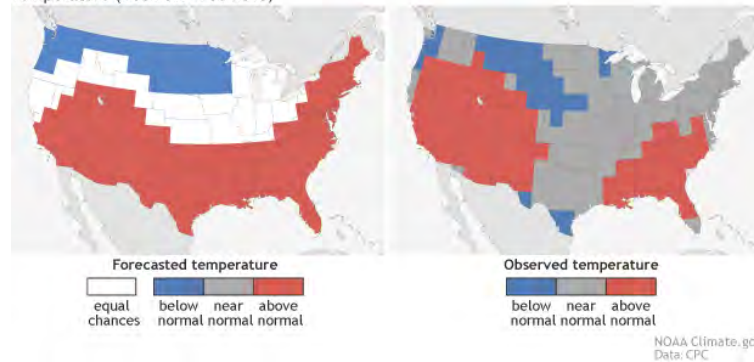 Forecasted temperature
equal chances
below normal
near normal
above normal
Observed temperature
below normal
near normal
above normal
NOAA Climate.go
Data: CPC